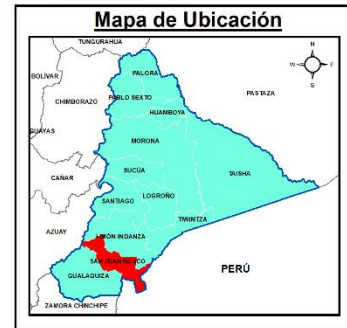 Mapa de Ubicación
TUNGURAHUA
N
W
E
S
PALORA
BOLÍVAR
PABLO SEXTO
PASTAZA
CHIMBORAZO
HUAMBOYA
GUAYAS
MORONA
CAÑAR
SUCÚA
TAISHA
LOGROÑO
SANTIAGO
TIWINTZA
AZUAY
LIMÓN INDANZA
SAN JUAN BOSCO
PERÚ
GUALAQUIZA
ZAMORA CHINCHIPE